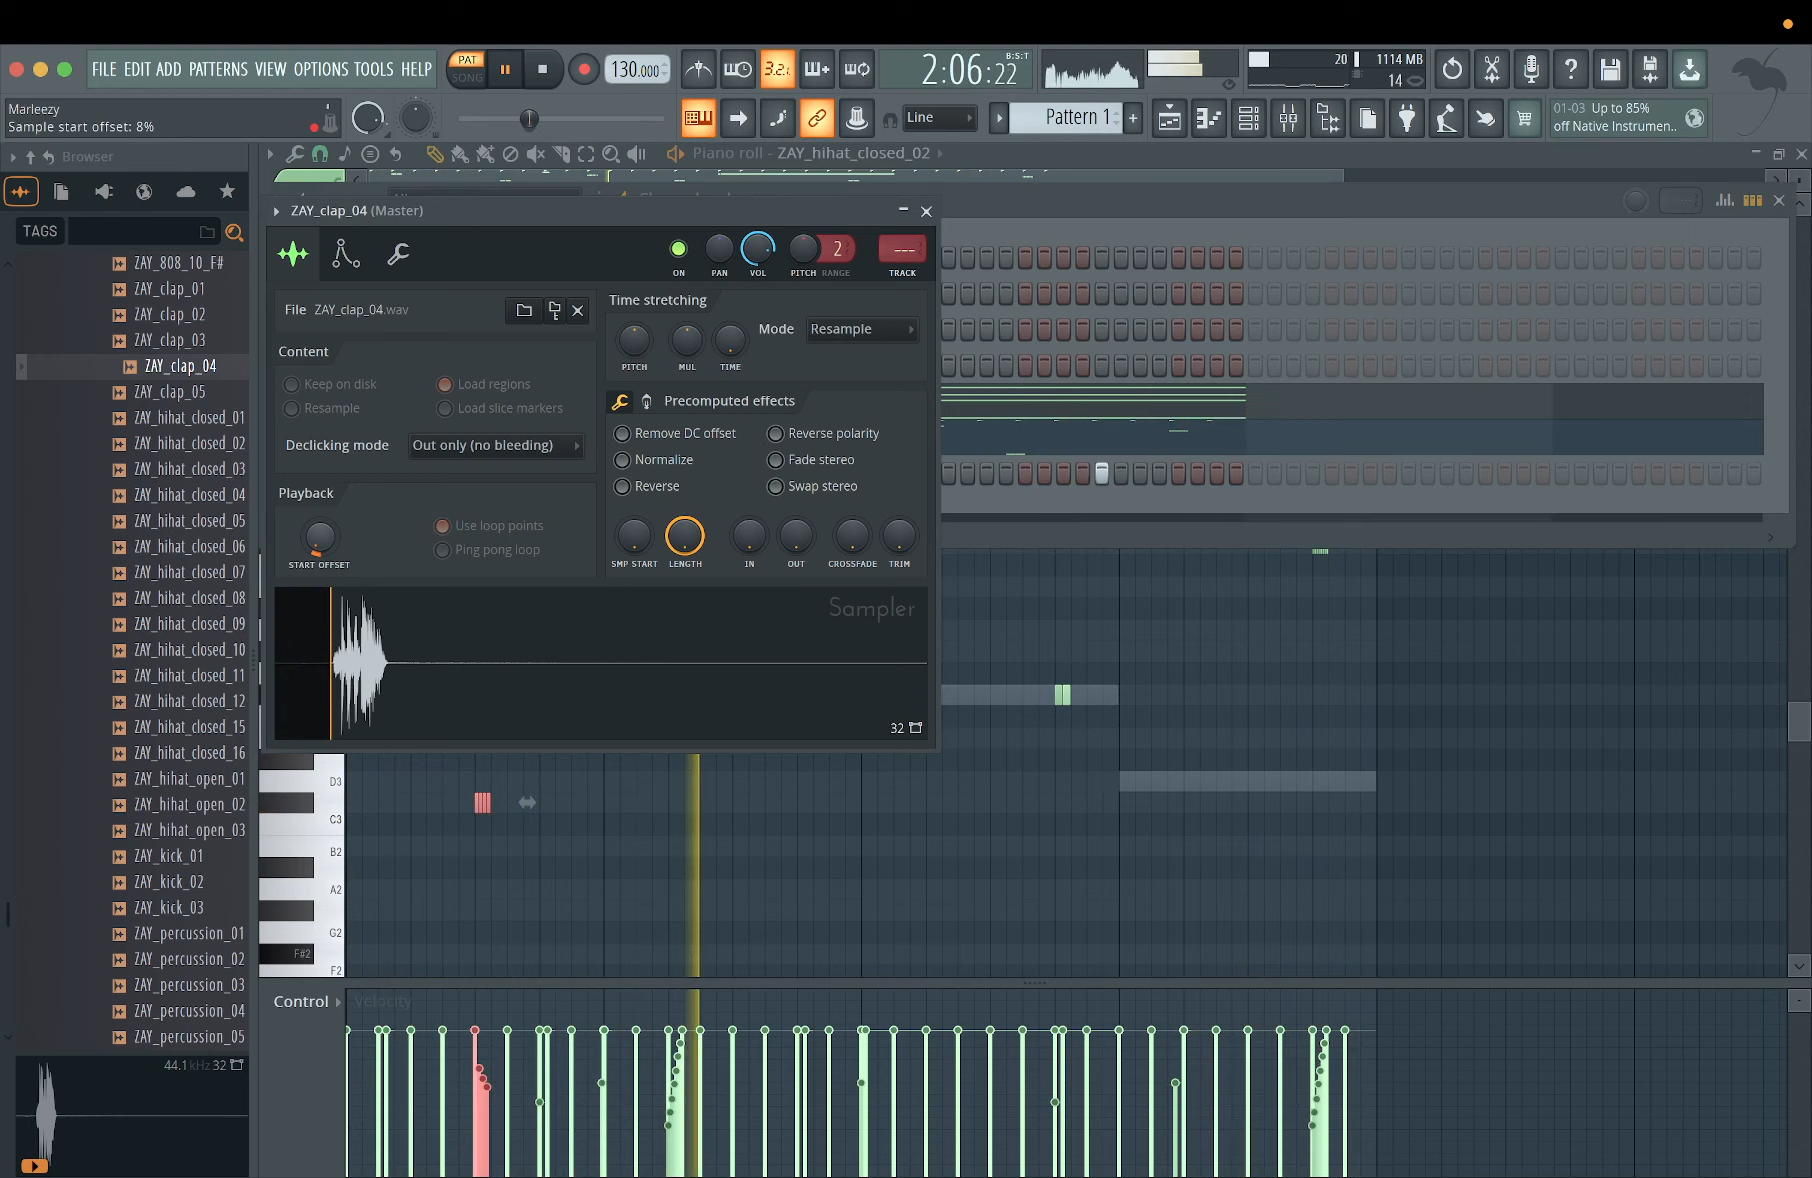 FILE EDIT ADD PATTERNS VIEW OPTIONS TOOLS HELP
PAT
SONG
130.000
3.2.
2:06:22
B:S:T
20
1114 MB
14
Marleezy
Sample start offset: 8%
Line
Pattern 1
01-03 Up to 85%
off Native Instrumen..
Browser
Piano roll - ZAY_hihat_closed_02
TAGS
ZAY_808_10_F#
ZAY_clap_01
ZAY_clap_02
ZAY_clap_03
ZAY_clap_04
ZAY_clap_05
ZAY_hihat_closed_01
ZAY_hihat_closed_02
ZAY_hihat_closed_03
ZAY_hihat_closed_04
ZAY_hihat_closed_05
ZAY_hihat_closed_06
ZAY_hihat_closed_07
ZAY_hihat_closed_08
ZAY_hihat_closed_09
ZAY_hihat_closed_10
ZAY_hihat_closed_11
ZAY_hihat_closed_12
ZAY_hihat_closed_15
ZAY_hihat_closed_16
ZAY_hihat_open_01
ZAY_hihat_open_02
ZAY_hihat_open_03
ZAY_kick_01
ZAY_kick_02
ZAY_kick_03
ZAY_percussion_01
ZAY_percussion_02
ZAY_percussion_03
ZAY_percussion_04
ZAY_percussion_05
44.1kHz 32
ZAY_clap_04 (Master)
2
---
ON PAN VOL PITCH RANGE TRACK
File ZAY_clap_04.wav
Content
Keep on disk
Load regions
Resample
Load slice markers
Declicking mode Out only (no bleeding)
Playback
Use loop points
Ping pong loop
START OFFSET
Time stretching
Mode Resample
PITCH MUL TIME
Precomputed effects
Remove DC offset
Reverse polarity
Normalize
Fade stereo
Reverse
Swap stereo
SMP START LENGTH IN OUT CROSSFADE TRIM
Sampler
32
D3
C3
B2
A2
G2
F#2
F2
Control
Velocity